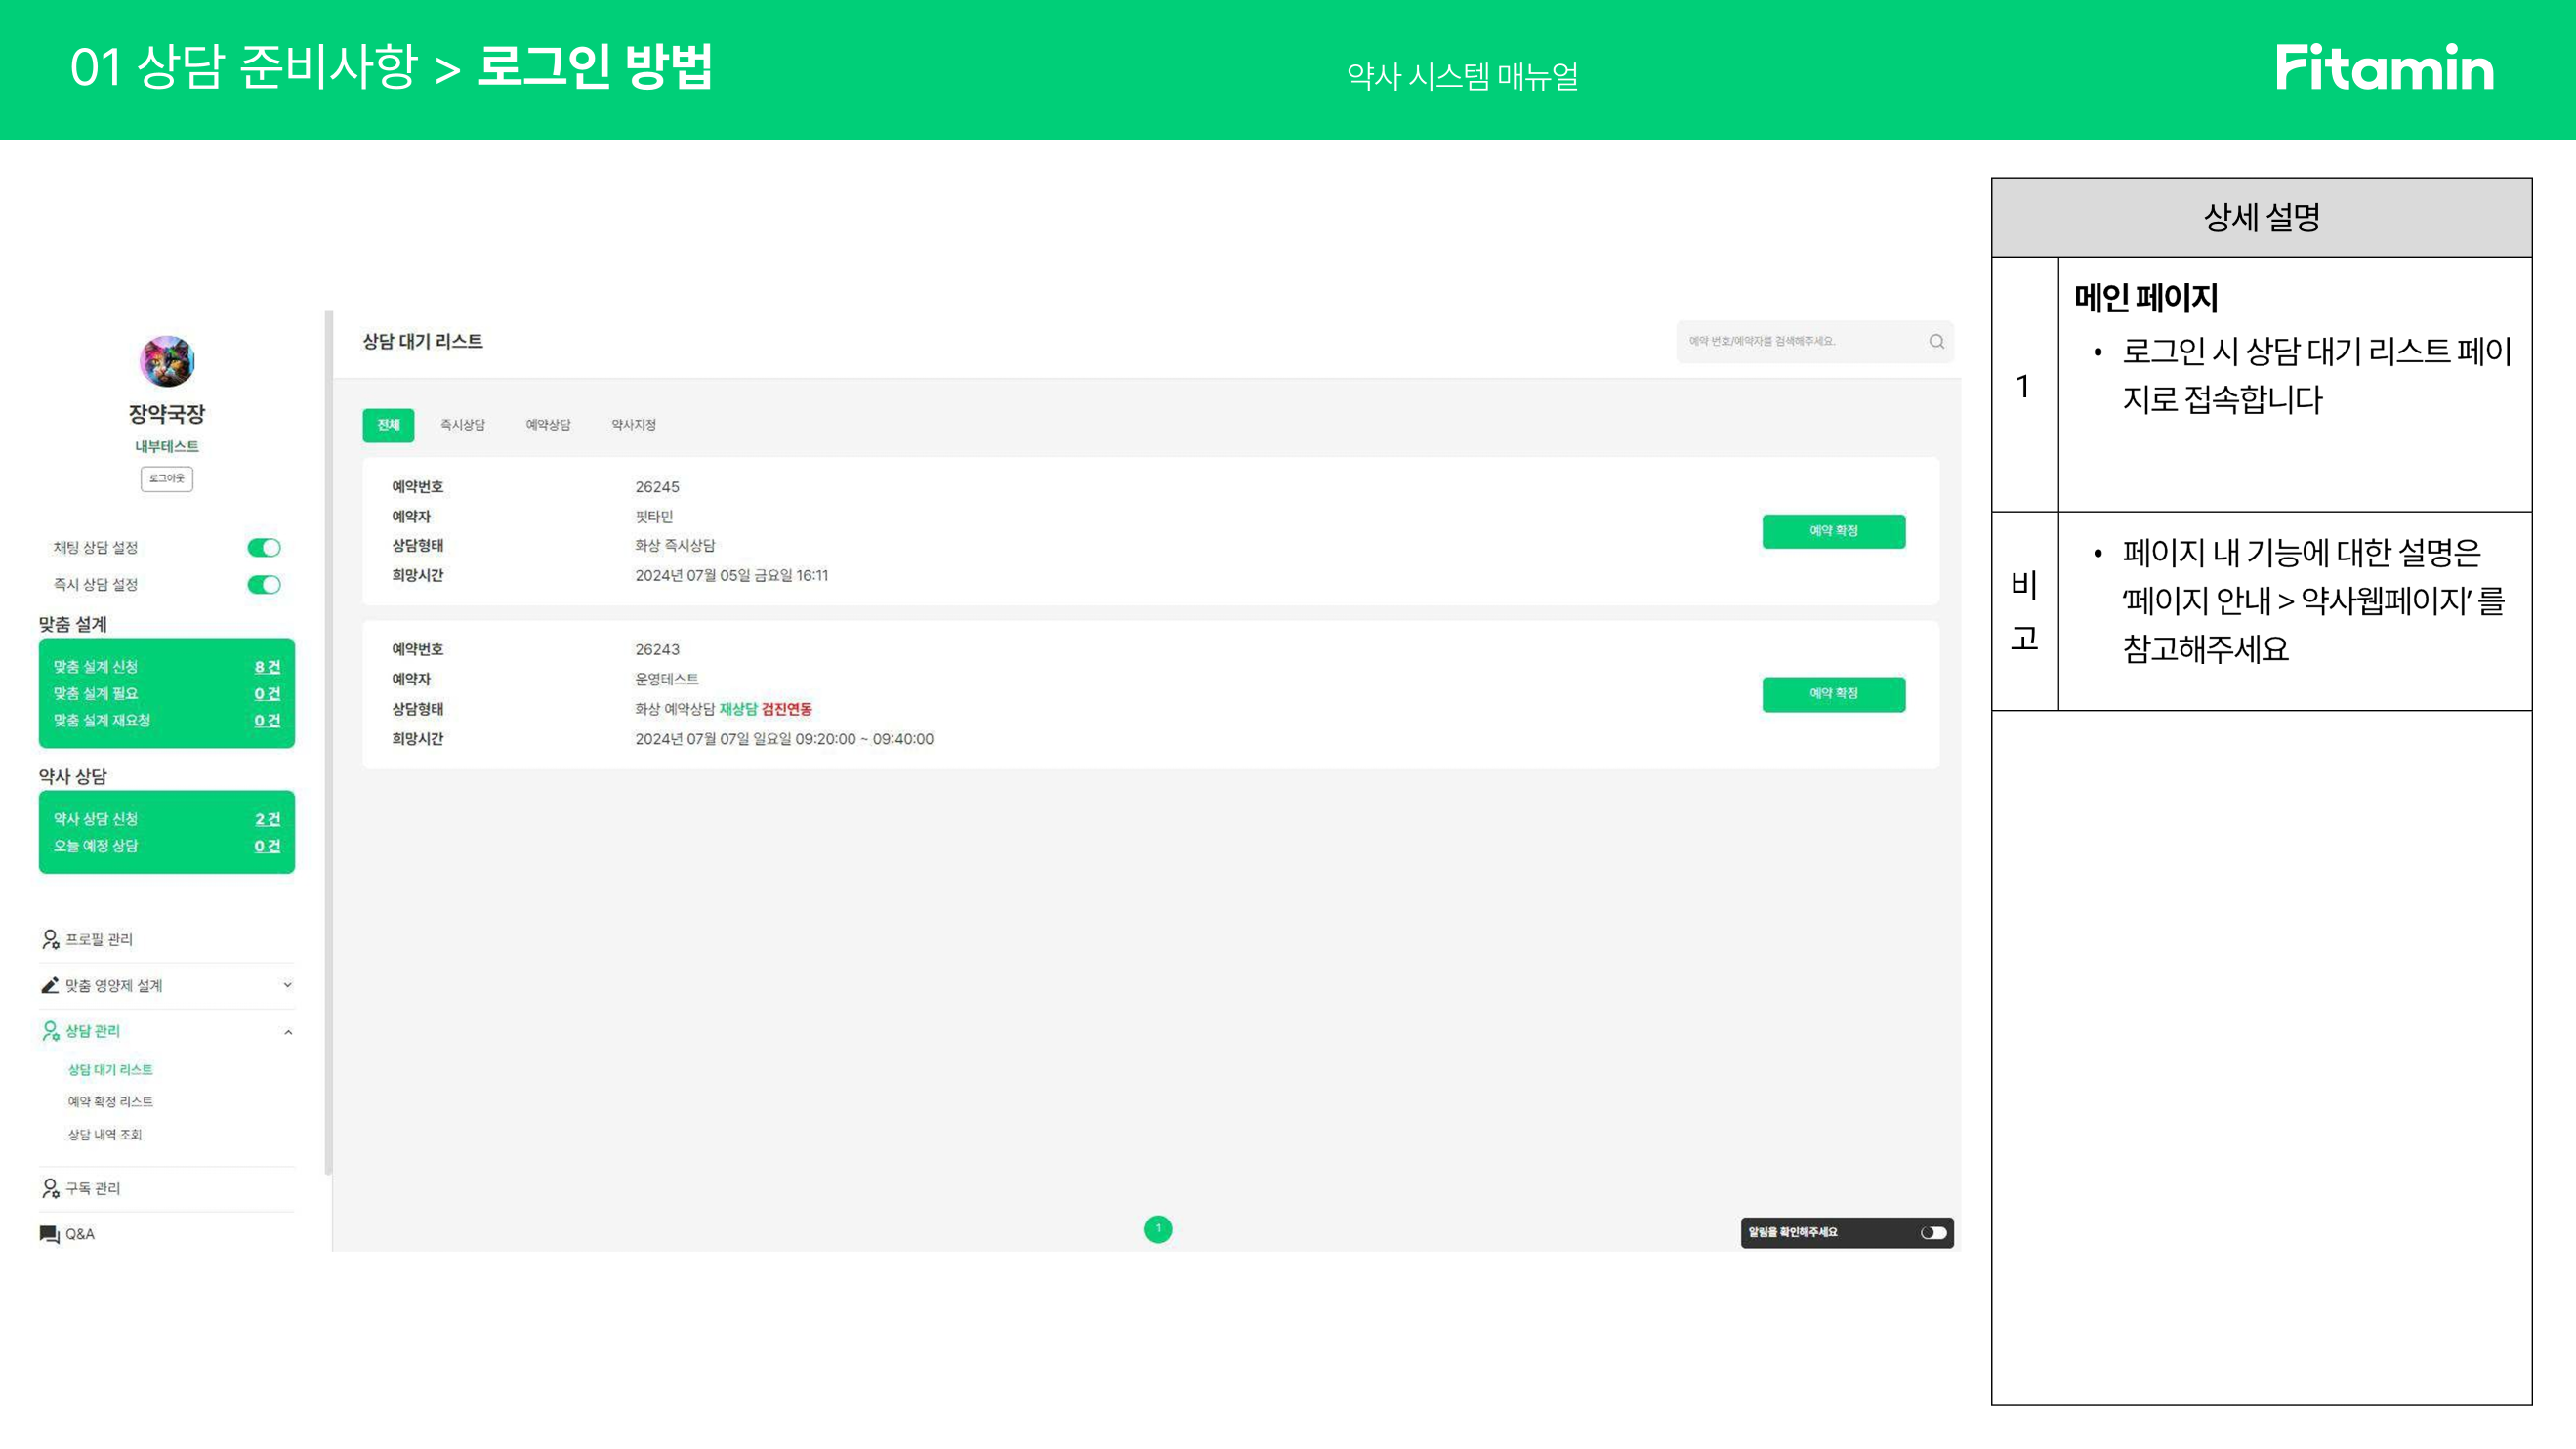 01 상담 준비사항 > 로그인 방법
약사 시스템 매뉴얼
Fitamin
장약국장
내부테스트
로그아웃
채팅 상담 설정
즉시 상담 설정
맞춤 설계
맞춤 설계 신청 8 건
맞춤 설계 필요 0 건
맞춤 설계 재요청 0 건
약사 상담
약사 상담 신청 2 건
오늘 예정 상담 0 건
프로필 관리
맞춤 영양제 설계
상담 관리
상담 대기 리스트
예약 확정 리스트
상담 내역 조회
구독 관리
Q&A
상담 대기 리스트
예약 번호/예약자를 검색해주세요.
전체 즉시상담 예약상담 약사지정
예약번호 26245
예약자 핏타민
상담형태 화상 즉시상담
희망시간 2024년 07월 05일 금요일 16:11
예약 확정
예약번호 26243
예약자 운영테스트
상담형태 화상 예약상담 재상담 검진연동
희망시간 2024년 07월 07일 일요일 09:20:00 ~ 09:40:00
예약 확정
1
알림을 확인해주세요
상세 설명
1
메인 페이지
• 로그인 시 상담 대기 리스트 페이
지로 접속합니다
비
고
• 페이지 내 기능에 대한 설명은
‘페이지 안내 > 약사웹페이지’ 를
참고해주세요